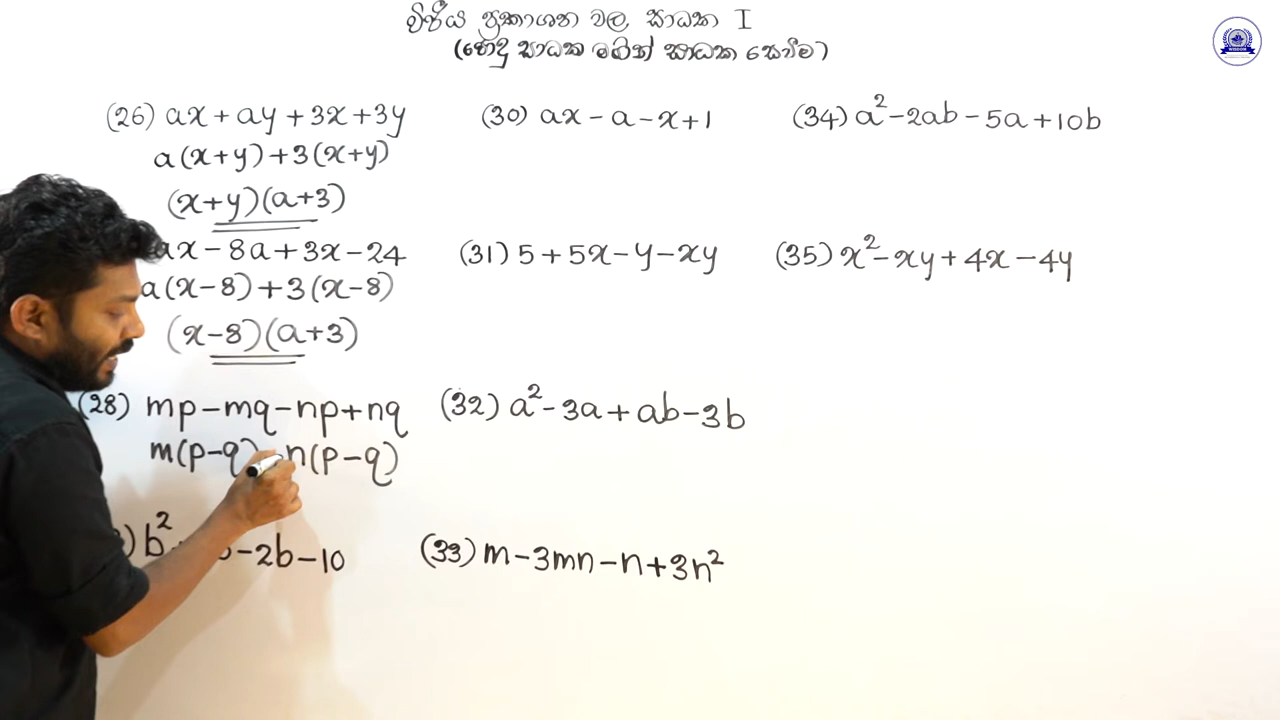 වීජීය ප්‍රකාශන වල සාධක I
(පොදු සාධක මගින් සාධක සෙවීම)
(26) ax + ay + 3x + 3y
a(x+y) + 3(x+y)
(x+y)(a+3)
ax - 8a + 3x - 24
a(x-8) + 3(x-8)
(x-8)(a+3)
(28) mp - mq - np + nq
m(p-q) - n(p-q)
) b² - 2b - 10
(30) ax - a - x + 1
(31) 5 + 5x - y - xy
(32) a² - 3a + ab - 3b
(33) m - 3mn - n + 3n²
(34) a² - 2ab - 5a + 10b
(35) x² - xy + 4x - 4y
WISDOM